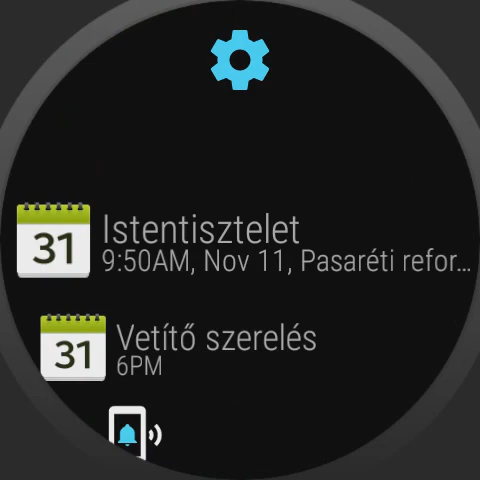 31
Istentisztelet
9:50AM, Nov 11, Pasaréti refor...
31
Vetítő szerelés
6PM